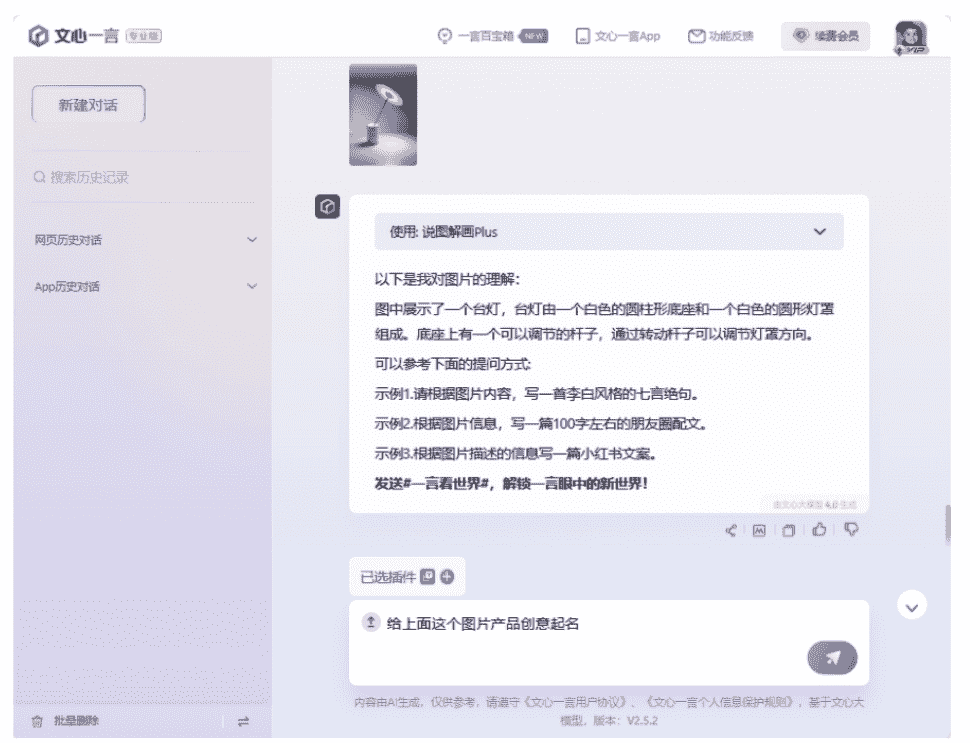 文心一言 专业版
一言百宝箱 NEW
文心一言App
功能反馈
续费会员
VIP
新建对话
搜索历史记录
网页历史对话
App历史对话
使用: 说图解画Plus
以下是我对图片的理解：
图中展示了一个台灯，台灯由一个白色的圆柱形底座和一个白色的圆形灯罩
组成。底座上有一个可以调节的杆子，通过转动杆子可以调节灯罩方向。
可以参考下面的提问方式:
示例1.请根据图片内容，写一首李白风格的七言绝句。
示例2.根据图片信息，写一篇100字左右的朋友圈配文。
示例3.根据图片描述的信息写一篇小红书文案。
发送#一言看世界#，解锁一言眼中的新世界！
由文心大模型 4.0 生成
已选插件
给上面这个图片产品创意起名
内容由AI生成，仅供参考，请遵守《文心一言用户协议》、《文心一言个人信息保护规则》，基于文心大
模型，版本：V2.5.2
批量删除